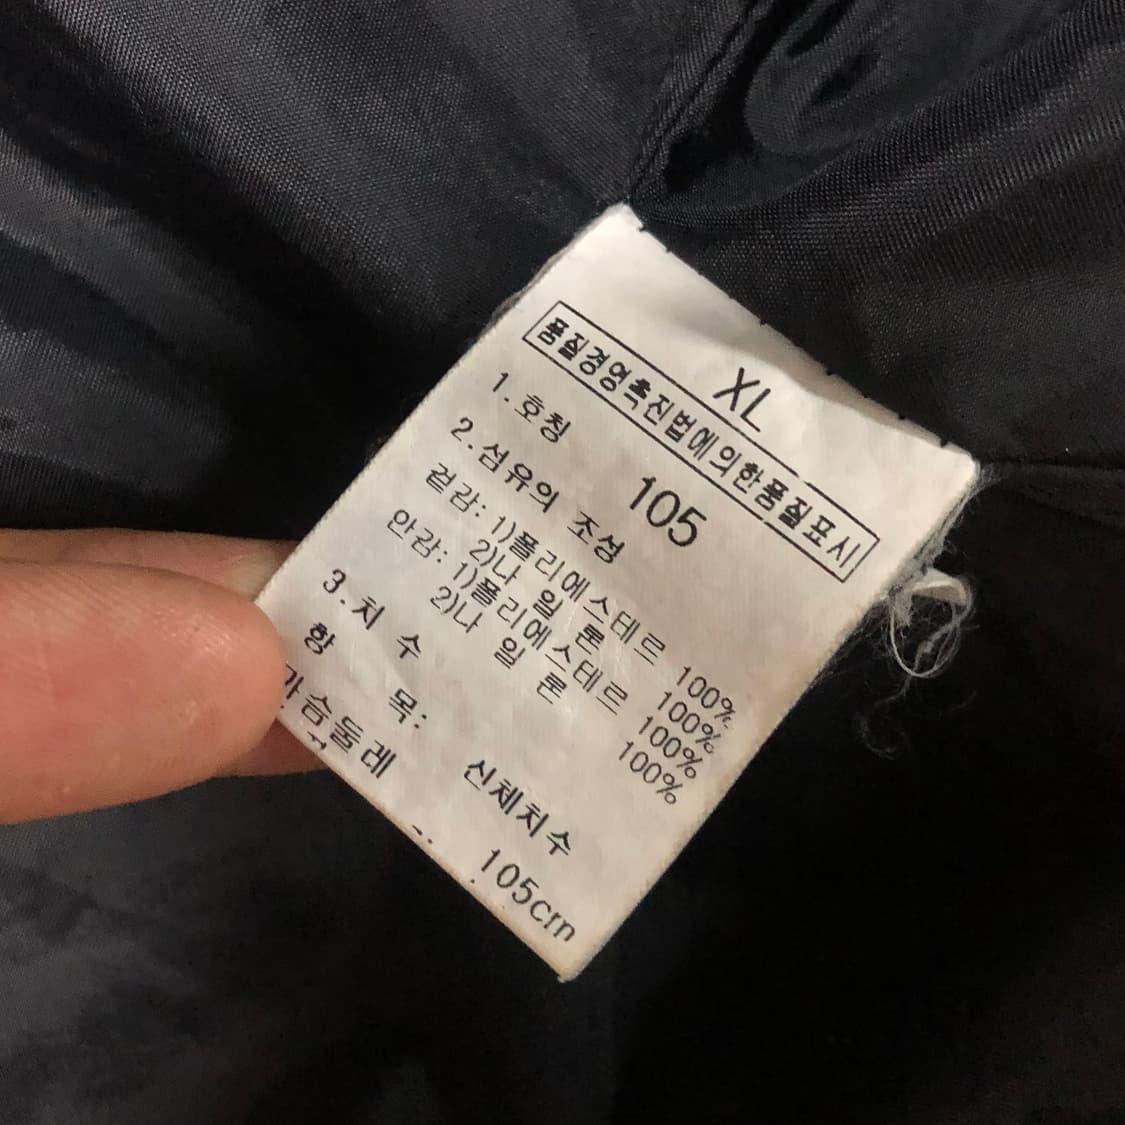 XL
품질경영촉진법에의한품질표시
1.호칭 105
2.섬유의 조성
겉감: 1)폴리에스테르 100%
2)나 일 론 100%
안감: 1)폴리에스테르 100%
2)나 일 론 100%
3.치 수
항 목: 신체치수
가슴둘레 105cm